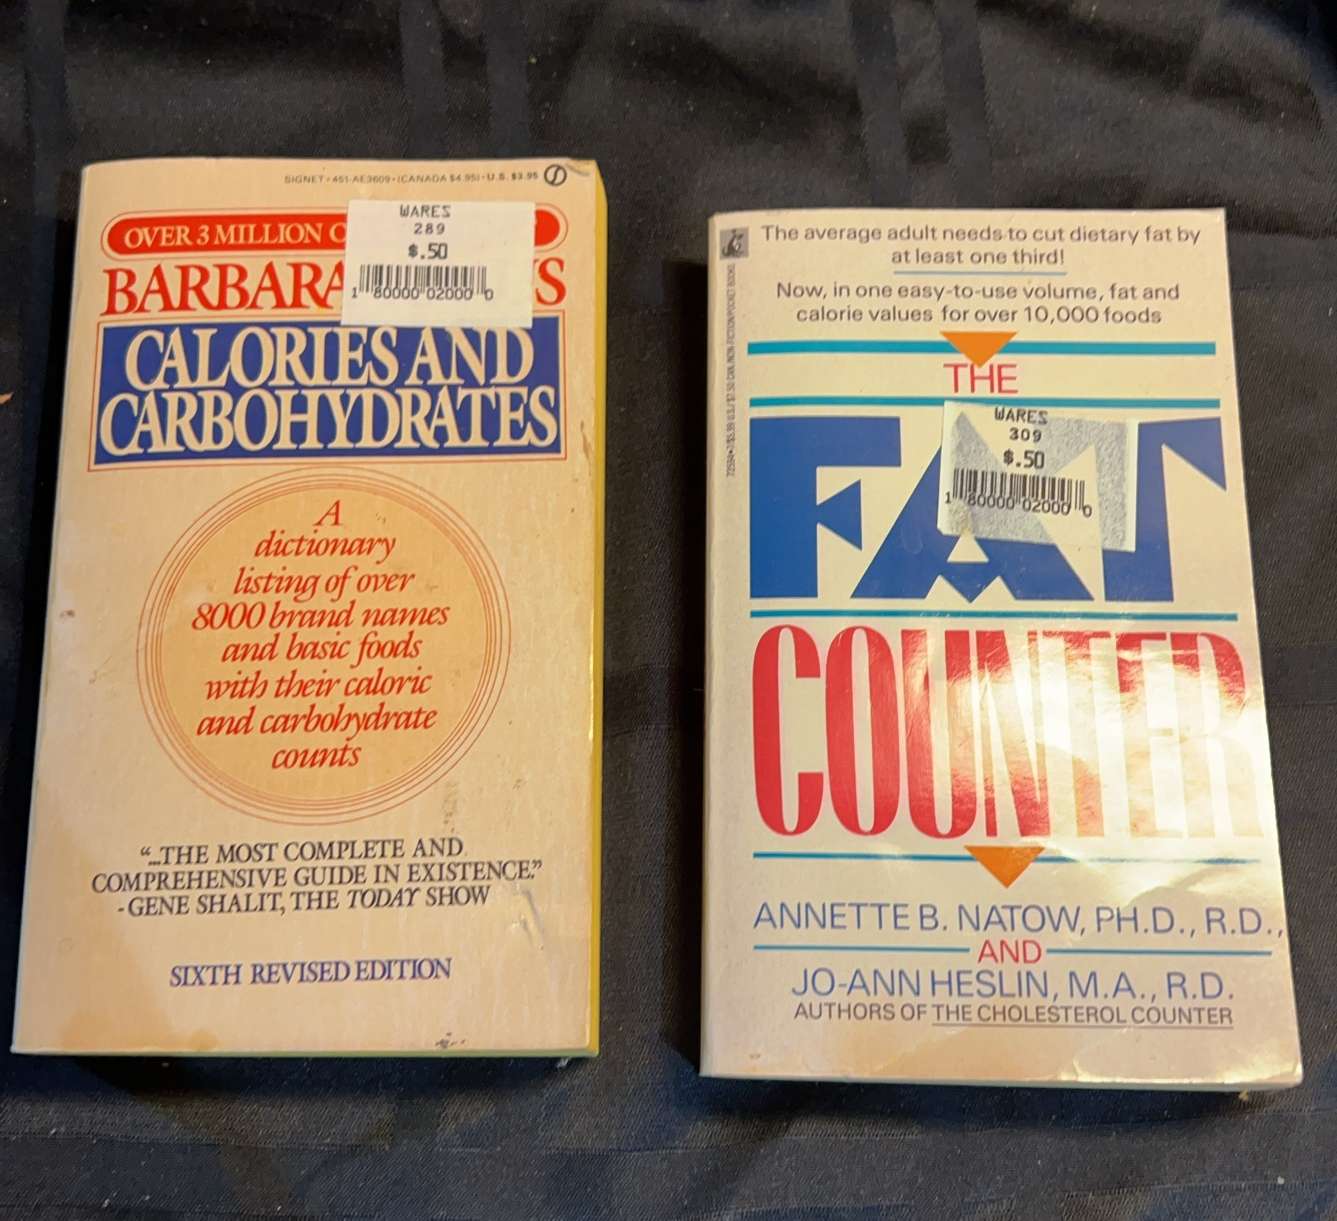 SIGNET • 451-AE3609 • (CANADA $4.95) • U.S. $3.95
OVER 3 MILLION
WARES
289
$.50
1 80000 02000 0
BARBARA
CALORIES AND
CARBOHYDRATES
A
dictionary
listing of over
8000 brand names
and basic foods
with their caloric
and carbohydrate
counts
“...THE MOST COMPLETE AND
COMPREHENSIVE GUIDE IN EXISTENCE.”
-GENE SHALIT, THE TODAY SHOW
SIXTH REVISED EDITION
The average adult needs to cut dietary fat by
at least one third!
Now, in one easy-to-use volume, fat and
calorie values for over 10,000 foods
THE
FAT
WARES
309
$.50
1 80000 02000 0
COUNTER
ANNETTE B. NATOW, PH.D., R.D.,
AND
JO-ANN HESLIN, M.A., R.D.
AUTHORS OF THE CHOLESTEROL COUNTER